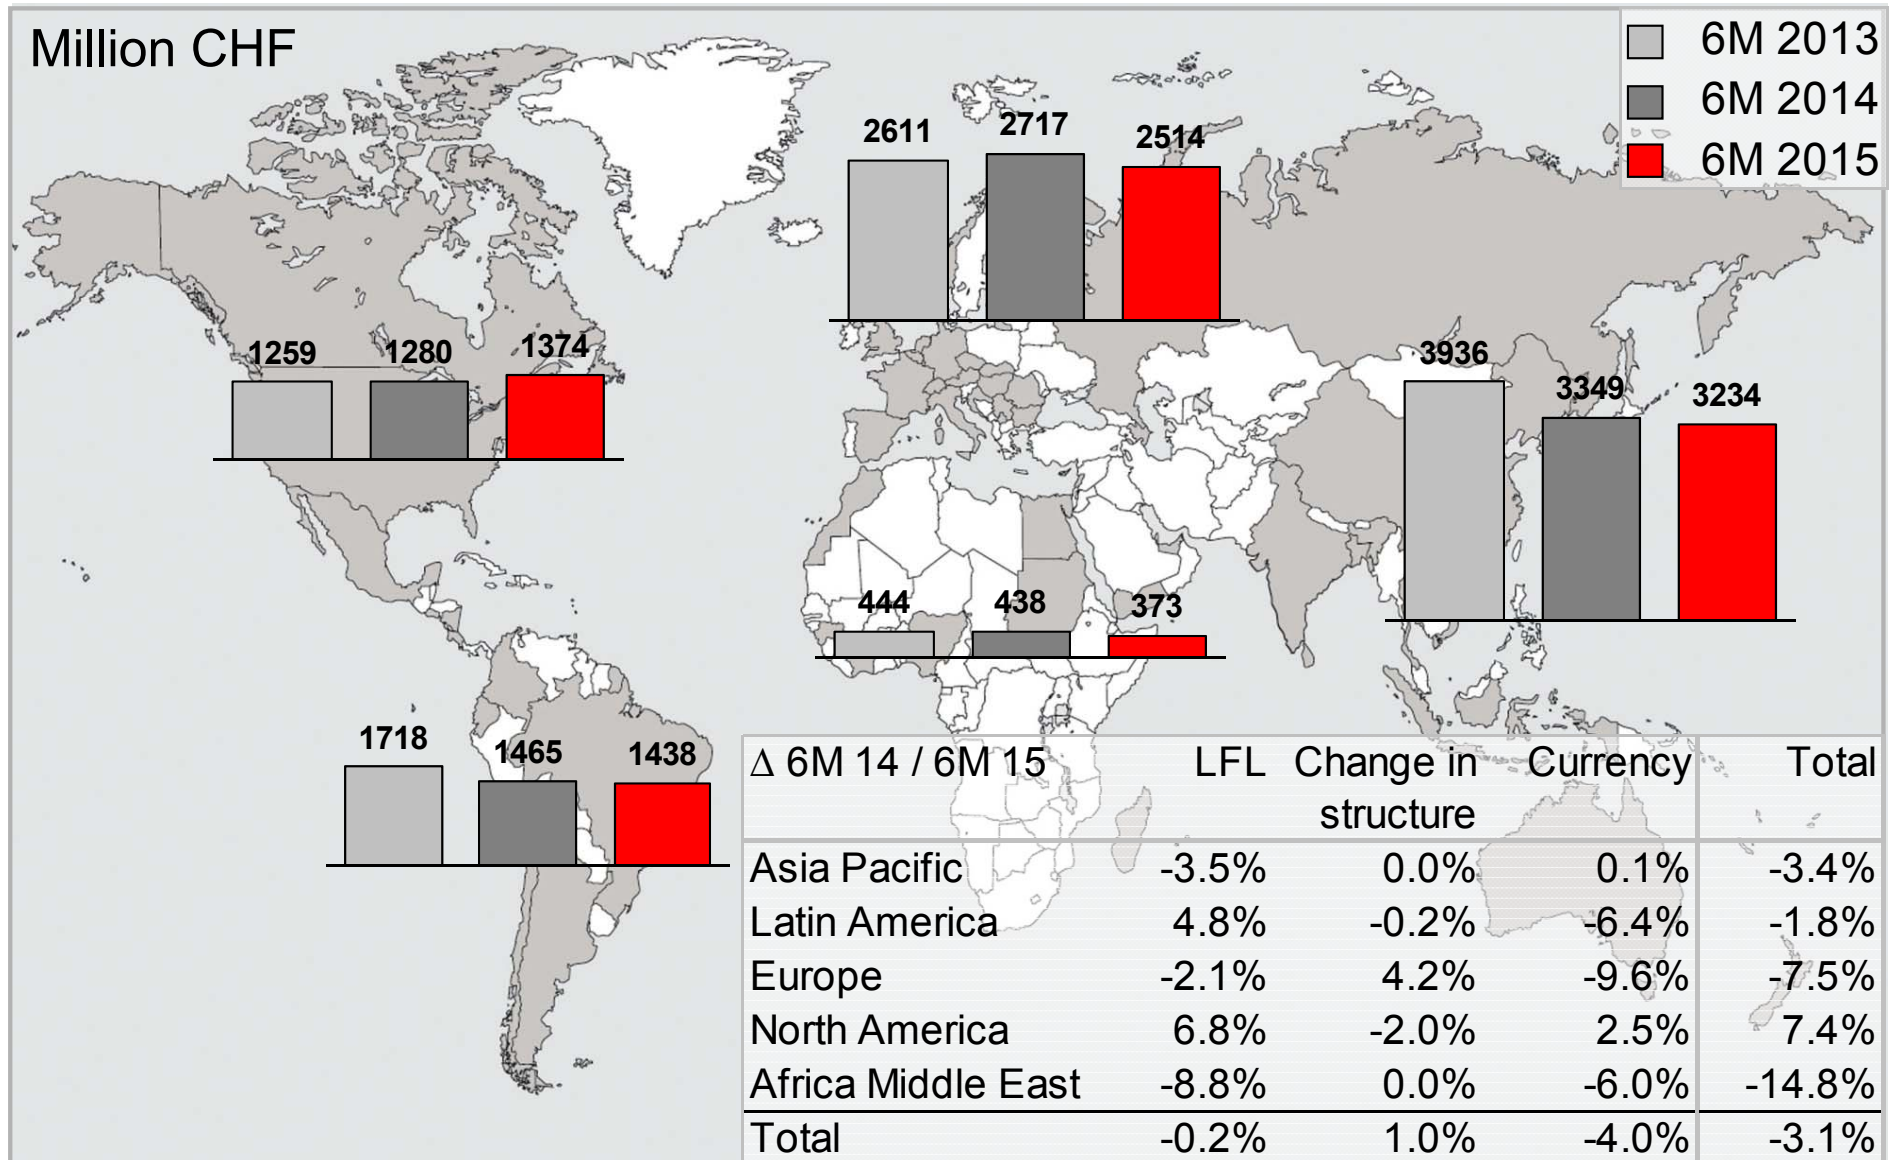 Million CHF
6M 2013
6M 2014
6M 2015
2611 2717 2514
1259 1280 1374
3936 3349 3234
444 438 373
1718 1465 1438
∆ 6M 14 / 6M 15 LFL Change in structure Currency Total
Asia Pacific -3.5% 0.0% 0.1% -3.4%
Latin America 4.8% -0.2% -6.4% -1.8%
Europe -2.1% 4.2% -9.6% -7.5%
North America 6.8% -2.0% 2.5% 7.4%
Africa Middle East -8.8% 0.0% -6.0% -14.8%
Total -0.2% 1.0% -4.0% -3.1%